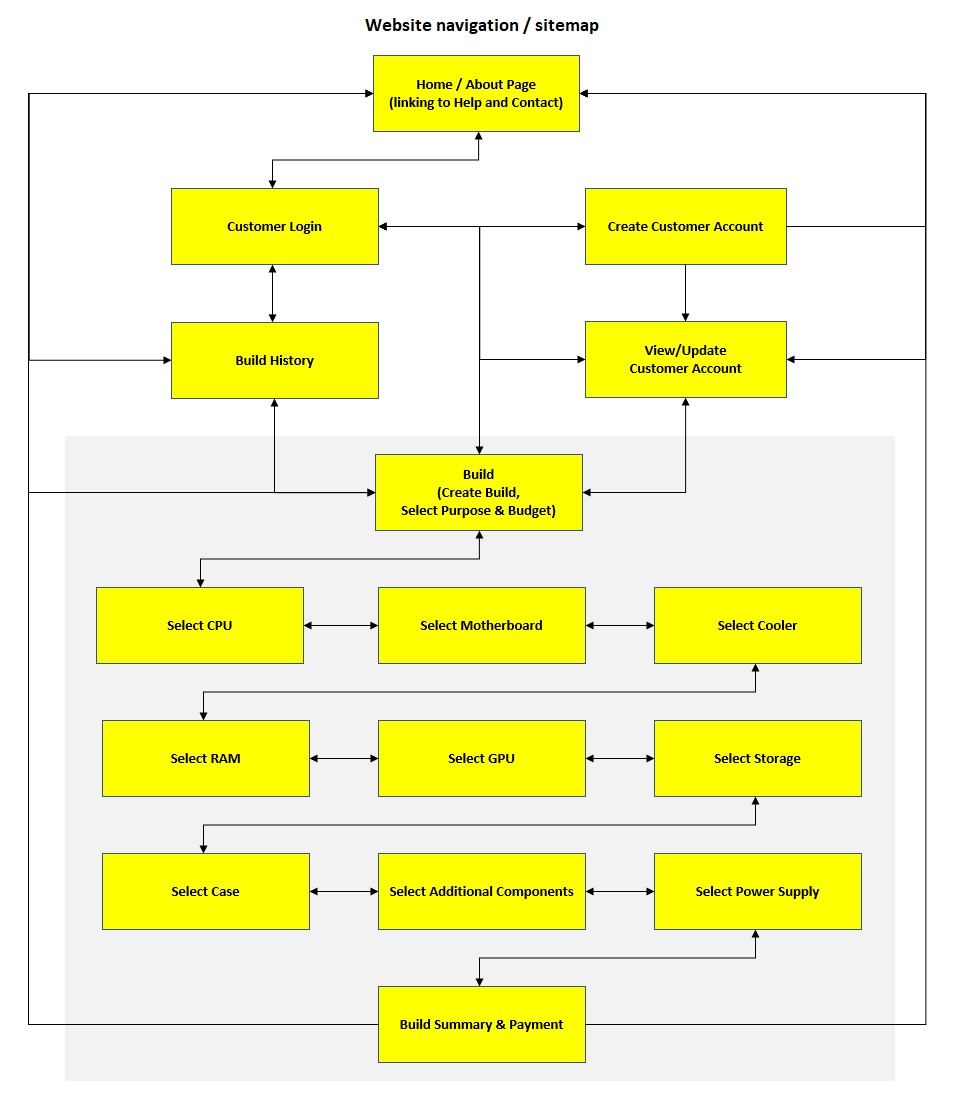 Website navigation / sitemap
Home / About Page
(linking to Help and Contact)
Customer Login
Create Customer Account
Build History
View/Update
Customer Account
Build
(Create Build,
Select Purpose & Budget)
Select CPU
Select Motherboard
Select Cooler
Select RAM
Select GPU
Select Storage
Select Case
Select Additional Components
Select Power Supply
Build Summary & Payment